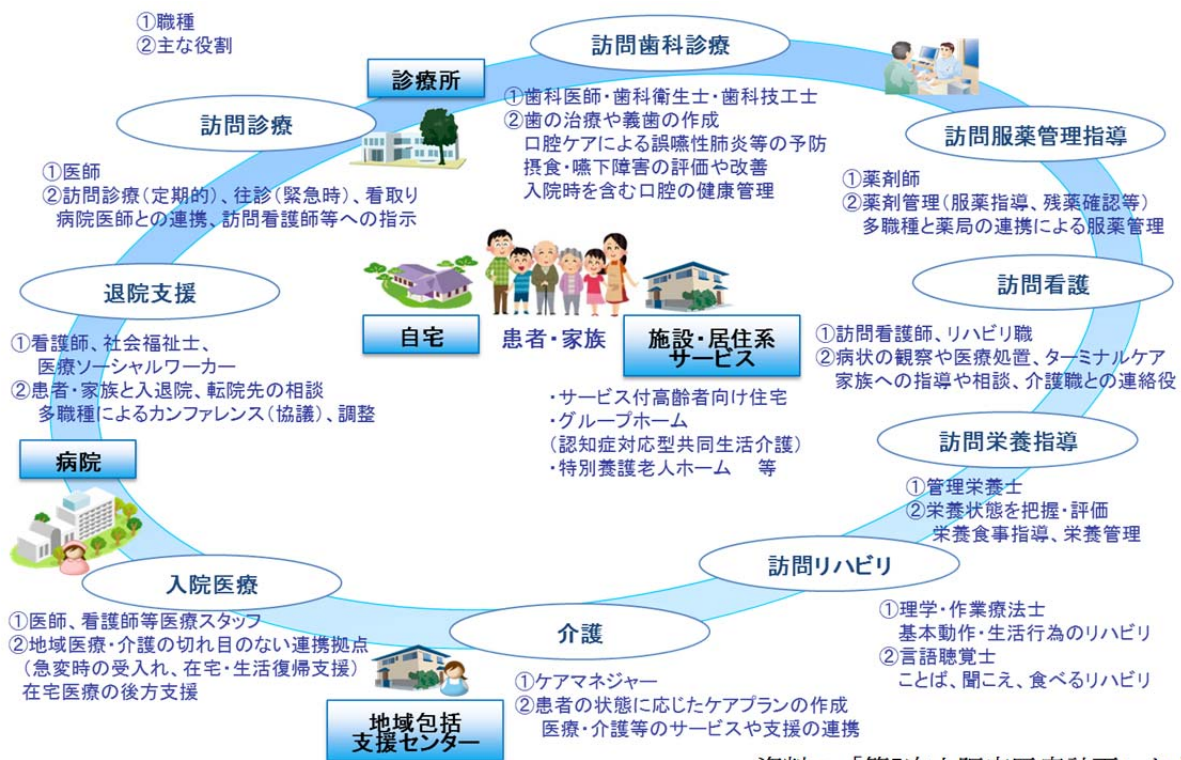 ①職種
②主な役割
訪問歯科診療
診療所
①歯科医師・歯科衛生士・歯科技工士
②歯の治療や義歯の作成
口腔ケアによる誤嚥性肺炎等の予防
摂食・嚥下障害の評価や改善
入院時を含む口腔の健康管理
訪問診療
①医師
②訪問診療(定期的)、往診(緊急時)、看取り
病院医師との連携、訪問看護師等への指示
訪問服薬管理指導
①薬剤師
②薬剤管理(服薬指導、残薬確認等)
多職種と薬局の連携による服薬管理
退院支援
①看護師、社会福祉士、
医療ソーシャルワーカー
②患者・家族と入退院、転院先の相談
多職種によるカンファレンス(協議)、調整
自宅
患者・家族
施設・居住系
サービス
・サービス付高齢者向け住宅
・グループホーム
(認知症対応型共同生活介護)
・特別養護老人ホーム 等
訪問看護
①訪問看護師、リハビリ職
②病状の観察や医療処置、ターミナルケア
家族への指導や相談、介護職との連絡役
病院
訪問栄養指導
①管理栄養士
②栄養状態を把握・評価
栄養食事指導、栄養管理
入院医療
①医師、看護師等医療スタッフ
②地域医療・介護の切れ目のない連携拠点
(急変時の受入れ、在宅・生活復帰支援)
在宅医療の後方支援
介護
①ケアマネジャー
②患者の状態に応じたケアプランの作成
医療・介護等のサービスや支援の連携
地域包括
支援センター
訪問リハビリ
①理学・作業療法士
基本動作・生活行為のリハビリ
②言語聴覚士
ことば、聞こえ、食べるリハビリ